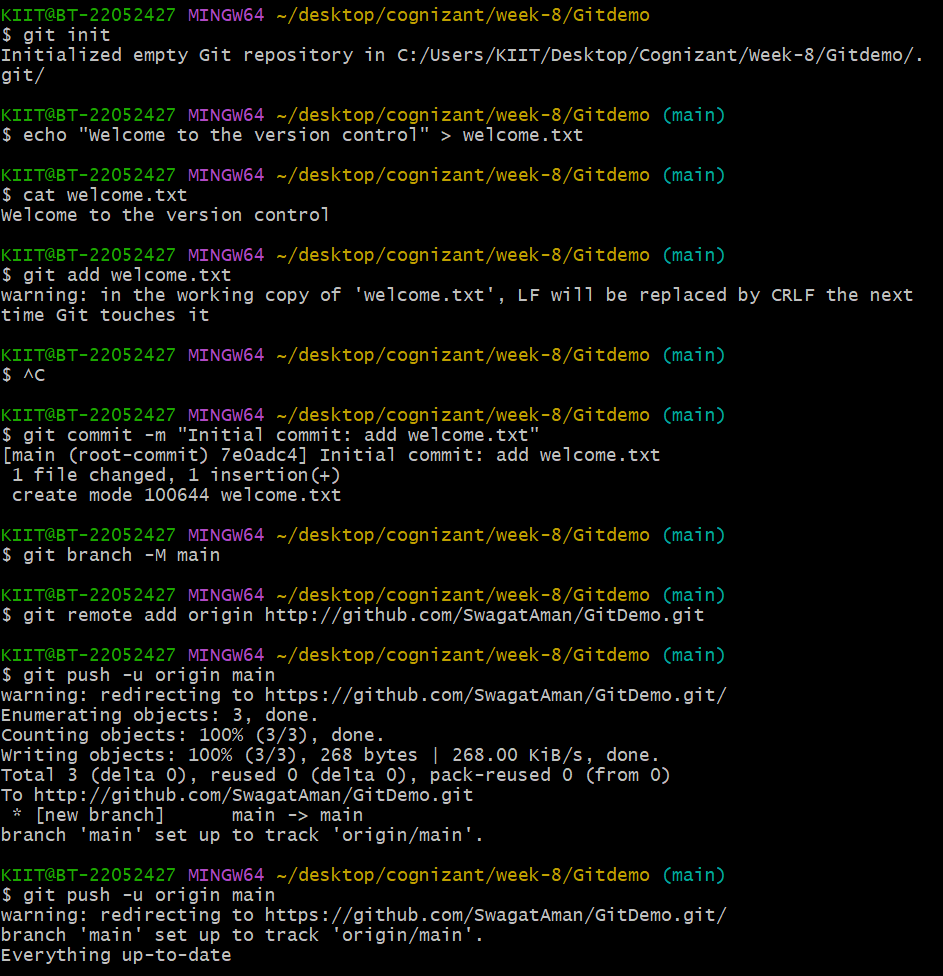 KIIT@BT-22052427 MINGW64 ~/desktop/cognizant/week-8/Gitdemo
$ git init
Initialized empty Git repository in C:/Users/KIIT/Desktop/Cognizant/Week-8/Gitdemo/.
git/
KIIT@BT-22052427 MINGW64 ~/desktop/cognizant/week-8/Gitdemo (main)
$ echo "Welcome to the version control" > welcome.txt
KIIT@BT-22052427 MINGW64 ~/desktop/cognizant/week-8/Gitdemo (main)
$ cat welcome.txt
Welcome to the version control
KIIT@BT-22052427 MINGW64 ~/desktop/cognizant/week-8/Gitdemo (main)
$ git add welcome.txt
warning: in the working copy of 'welcome.txt', LF will be replaced by CRLF the next
time Git touches it
KIIT@BT-22052427 MINGW64 ~/desktop/cognizant/week-8/Gitdemo (main)
$ ^C
KIIT@BT-22052427 MINGW64 ~/desktop/cognizant/week-8/Gitdemo (main)
$ git commit -m "Initial commit: add welcome.txt"
[main (root-commit) 7e0adc4] Initial commit: add welcome.txt
 1 file changed, 1 insertion(+)
 create mode 100644 welcome.txt
KIIT@BT-22052427 MINGW64 ~/desktop/cognizant/week-8/Gitdemo (main)
$ git branch -M main
KIIT@BT-22052427 MINGW64 ~/desktop/cognizant/week-8/Gitdemo (main)
$ git remote add origin http://github.com/SwagatAman/GitDemo.git
KIIT@BT-22052427 MINGW64 ~/desktop/cognizant/week-8/Gitdemo (main)
$ git push -u origin main
warning: redirecting to https://github.com/SwagatAman/GitDemo.git/
Enumerating objects: 3, done.
Counting objects: 100% (3/3), done.
Writing objects: 100% (3/3), 268 bytes | 268.00 KiB/s, done.
Total 3 (delta 0), reused 0 (delta 0), pack-reused 0 (from 0)
To http://github.com/SwagatAman/GitDemo.git
 * [new branch]      main -> main
branch 'main' set up to track 'origin/main'.
KIIT@BT-22052427 MINGW64 ~/desktop/cognizant/week-8/Gitdemo (main)
$ git push -u origin main
warning: redirecting to https://github.com/SwagatAman/GitDemo.git/
branch 'main' set up to track 'origin/main'.
Everything up-to-date